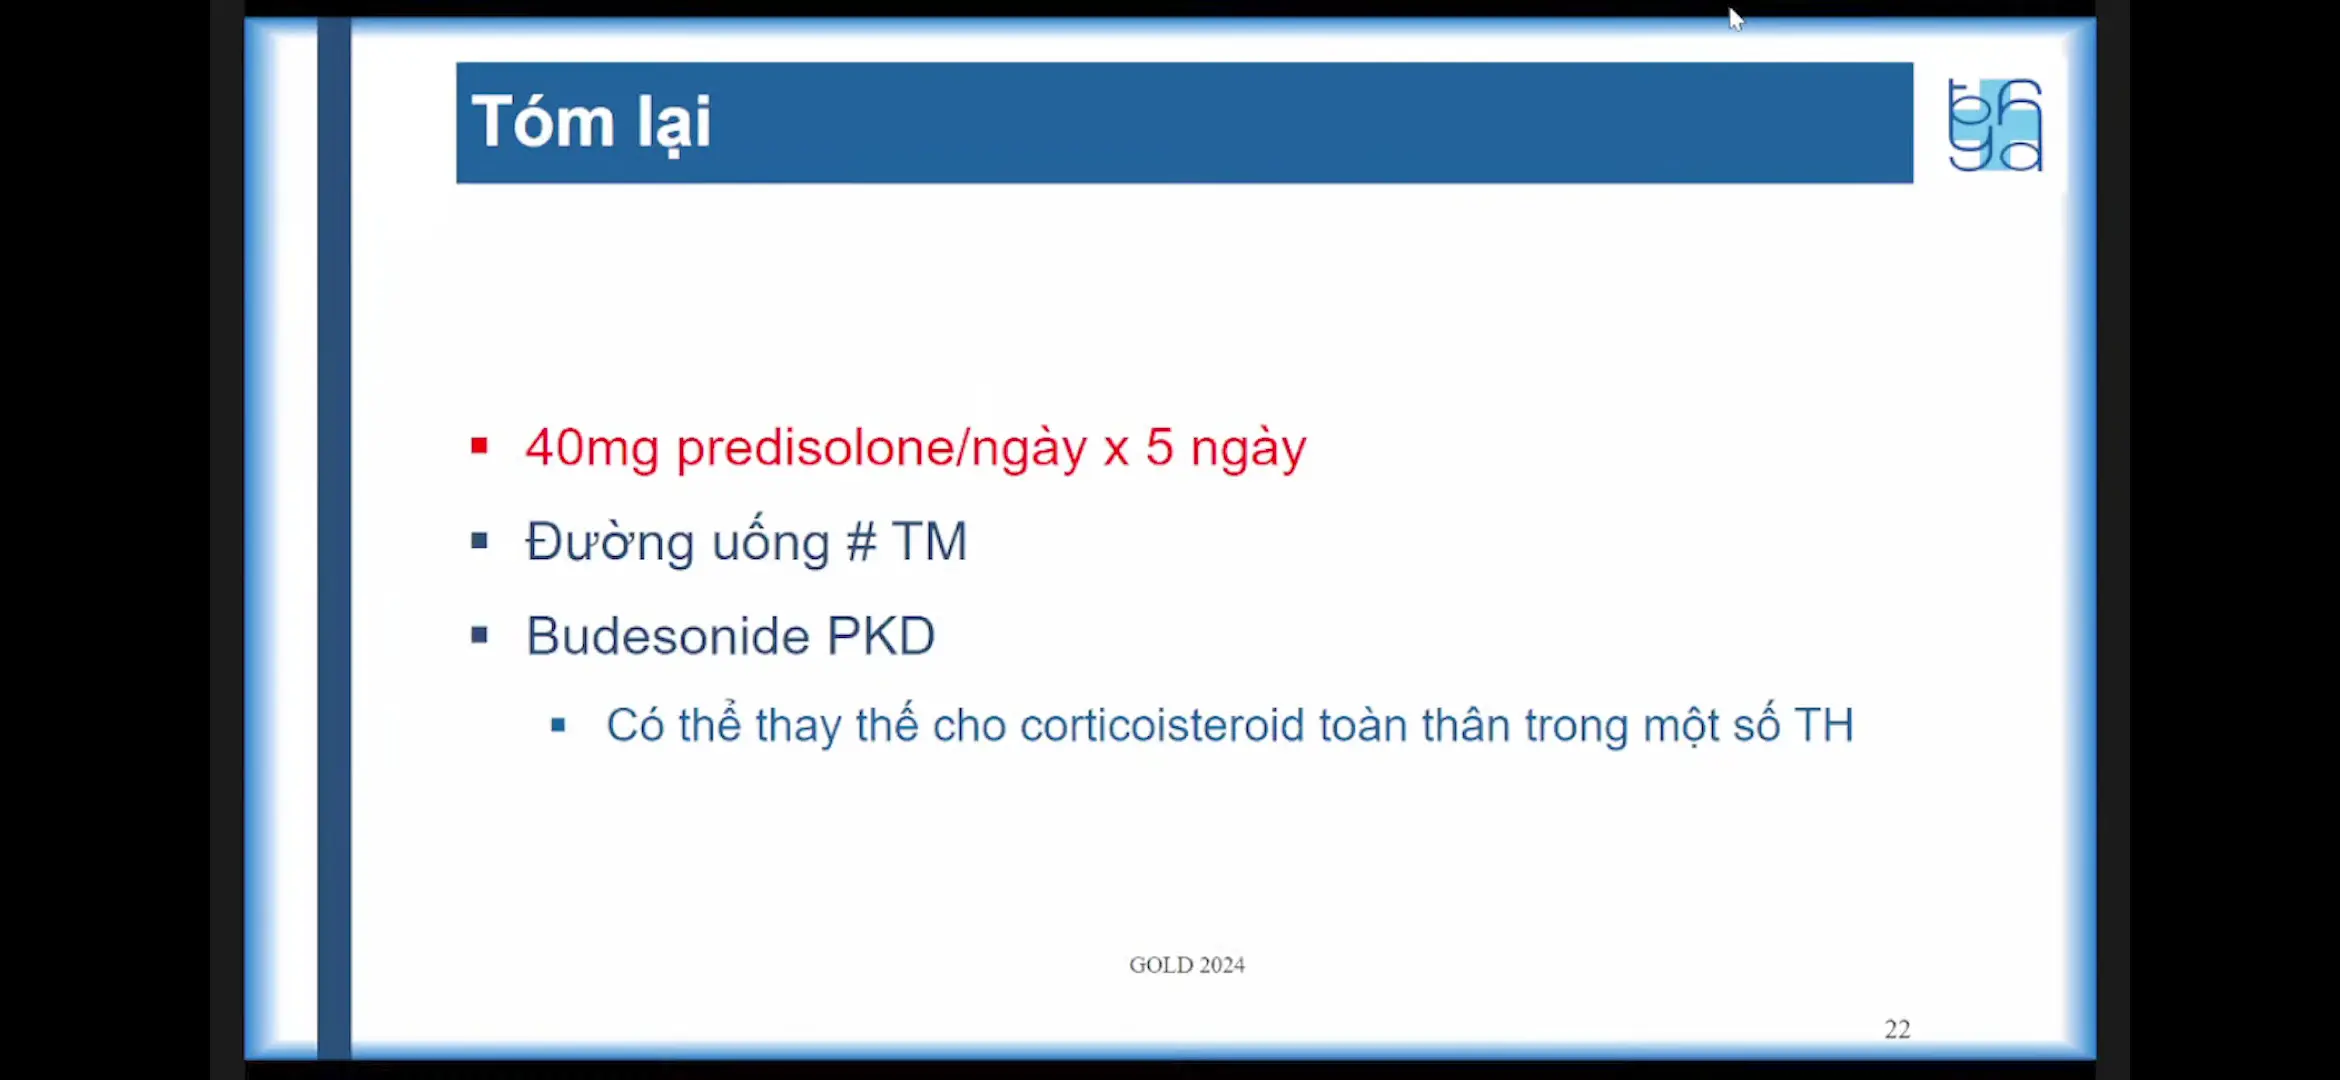 Tóm lại
40mg predisolone/ngày x 5 ngày
Đường uống # TM
Budesonide PKD
Có thể thay thế cho corticoisteroid toàn thân trong một số TH
GOLD 2024
22